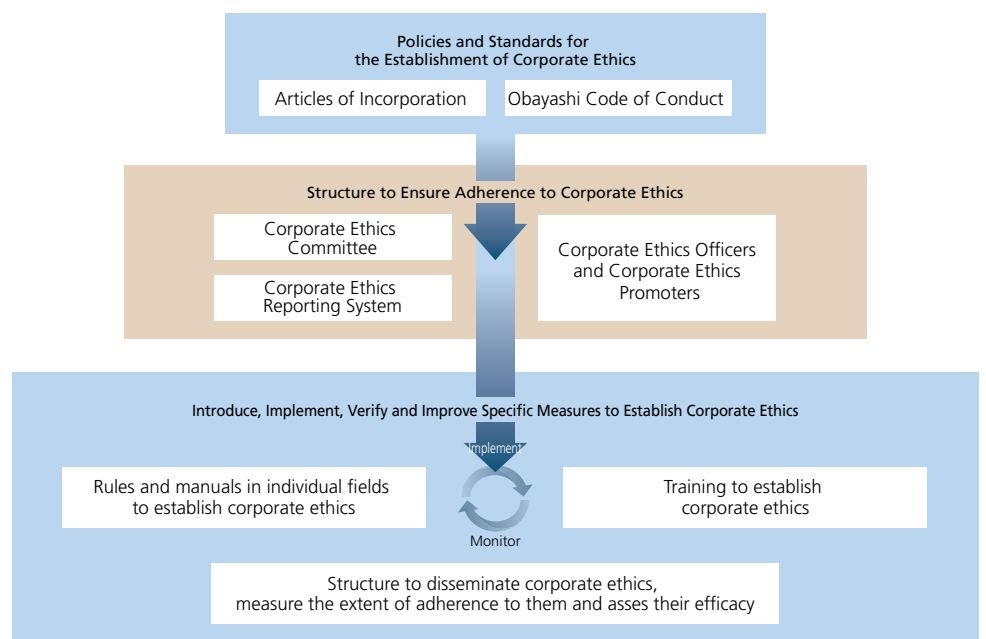 Policies and Standards for
the Establishment of Corporate Ethics
Articles of Incorporation
Obayashi Code of Conduct
Structure to Ensure Adherence to Corporate Ethics
Corporate Ethics
Committee
Corporate Ethics
Reporting System
Corporate Ethics Officers
and Corporate Ethics
Promoters
Introduce, Implement, Verify and Improve Specific Measures to Establish Corporate Ethics
Implement
Rules and manuals in individual fields
to establish corporate ethics
Training to establish
corporate ethics
Monitor
Structure to disseminate corporate ethics,
measure the extent of adherence to them and asses their efficacy